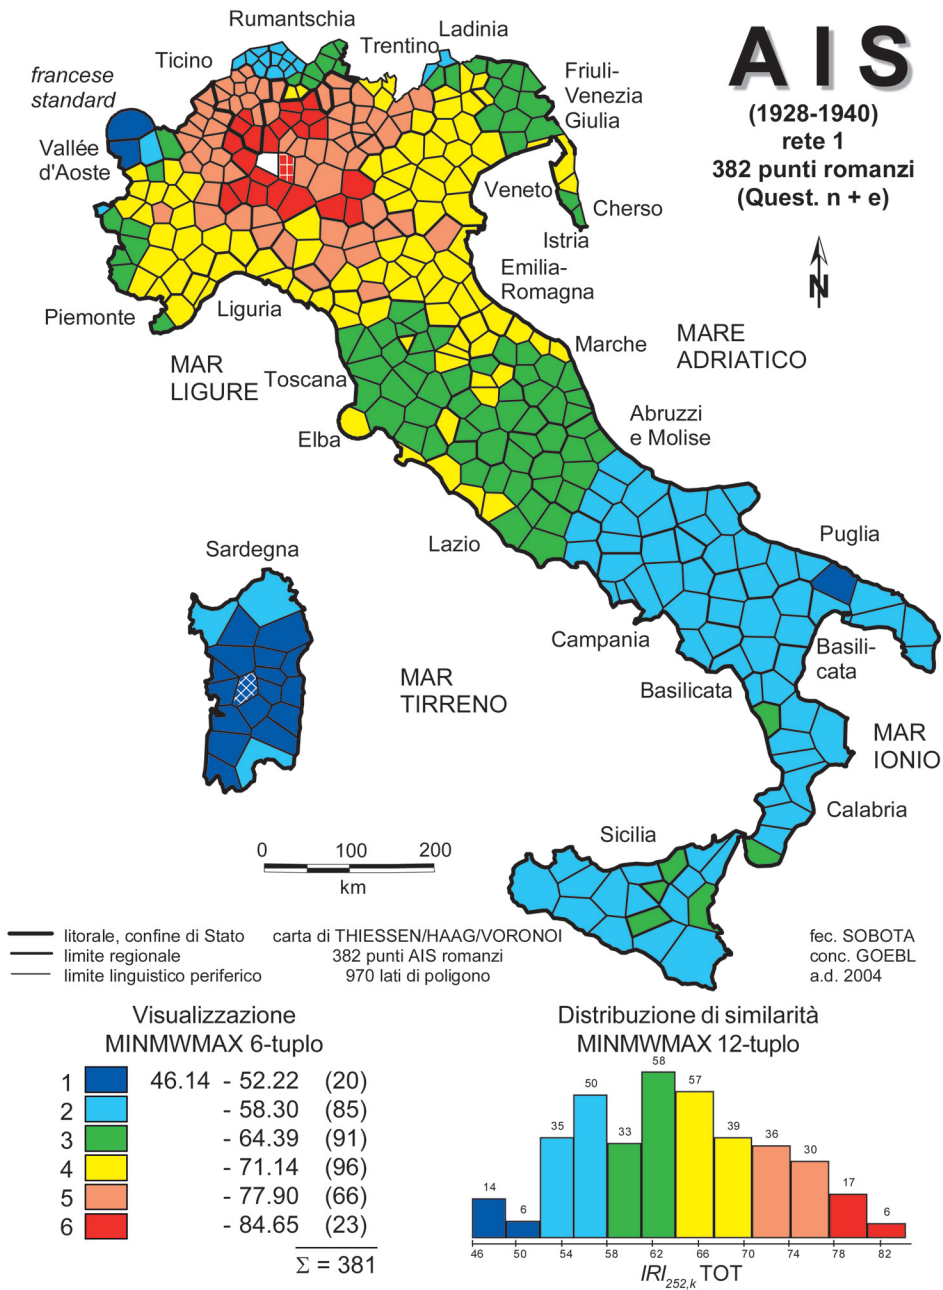 Rumantschia
Ladinia
Ticino
Trentino
francese
standard
Friuli-
Venezia
Giulia
Vallée
d'Aoste
AIS
(1928-1940)
rete 1
382 punti romanzi
(Quest. n + e)
N
Veneto
Cherso
Istria
Emilia-
Romagna
Piemonte
Liguria
MAR
LIGURE
MARE
ADRIATICO
Marche
Toscana
Elba
Abruzzi
e Molise
Lazio
Puglia
Sardegna
Campania
Basili-
cata
Basilicata
MAR
TIRRENO
MAR
IONIO
Calabria
Sicilia
0 100 200
km
litorale, confine di Stato
limite regionale
limite linguistico periferico
carta di THIESSEN/HAAG/VORONOI
382 punti AIS romanzi
970 lati di poligono
fec. SOBOTA
conc. GOEBL
a.d. 2004
Visualizzazione
MINMWMAX 6-tuplo
1 46.14 - 52.22 (20)
2 - 58.30 (85)
3 - 64.39 (91)
4 - 71.14 (96)
5 - 77.90 (66)
6 - 84.65 (23)
Σ = 381
Distribuzione di similarità
MINMWMAX 12-tuplo
14 6 35 50 33 58 57 39 36 30 17 6
46 50 54 58 62 66 70 74 78 82
IRI252,k TOT